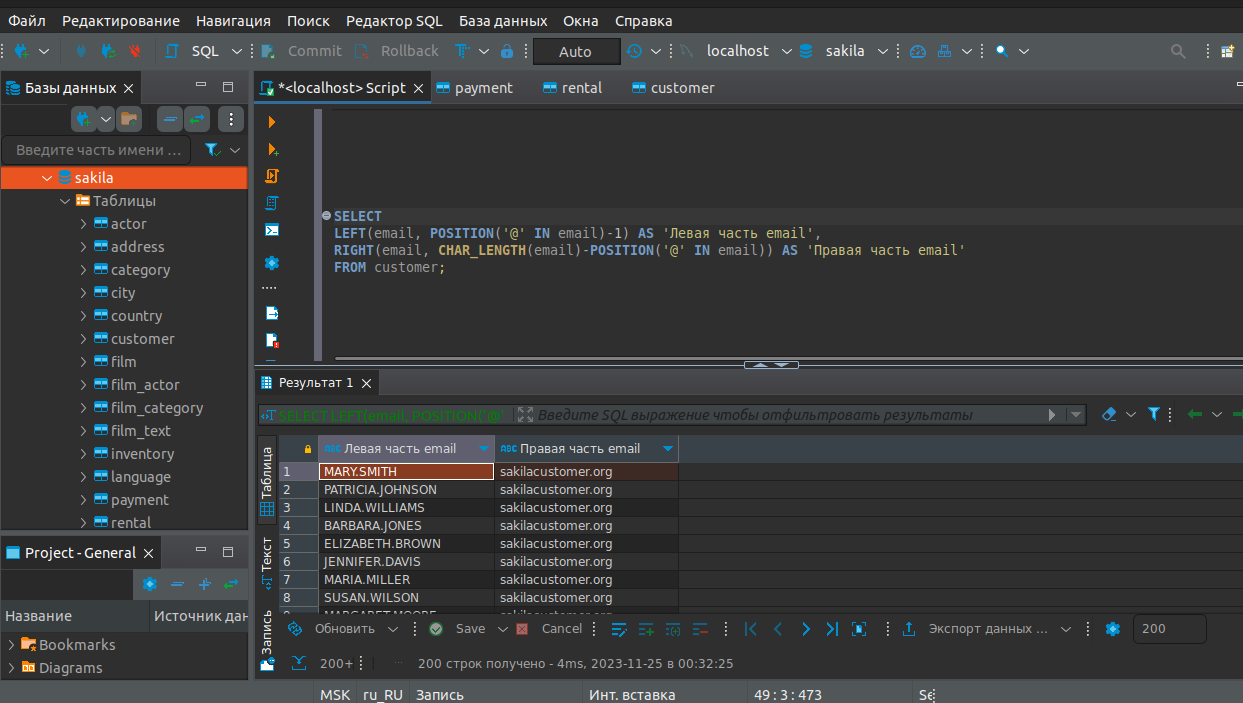 Файл Редактирование Навигация Поиск Редактор SQL База данных Окна Справка
SQL Commit Rollback Auto localhost sakila
Базы данных
*<localhost> Script payment rental customer
Введите часть имени ...
sakila
Таблицы
actor
address
category
city
country
customer
film
film_actor
film_category
film_text
inventory
language
payment
rental
SELECT
LEFT(email, POSITION('@' IN email)-1) AS 'Левая часть email',
RIGHT(email, CHAR_LENGTH(email)-POSITION('@' IN email)) AS 'Правая часть email'
FROM customer;
Результат 1
SELECT LEFT(email, POSITION('@' Введите SQL выражение чтобы отфильтровать результаты
Таблица
Текст
Запись
Левая часть email Правая часть email
1 MARY.SMITH sakilacustomer.org
2 PATRICIA.JOHNSON sakilacustomer.org
3 LINDA.WILLIAMS sakilacustomer.org
4 BARBARA.JONES sakilacustomer.org
5 ELIZABETH.BROWN sakilacustomer.org
6 JENNIFER.DAVIS sakilacustomer.org
7 MARIA.MILLER sakilacustomer.org
8 SUSAN.WILSON sakilacustomer.org
9 MARGARET.MOORE sakilacustomer.org
Обновить Save Cancel Экспорт данных ... 200
200+ 200 строк получено - 4ms, 2023-11-25 в 00:32:25
Project - General
Название Источник дан
Bookmarks
Diagrams
MSK ru_RU Запись Инт. вставка 49 : 3 : 473 Se